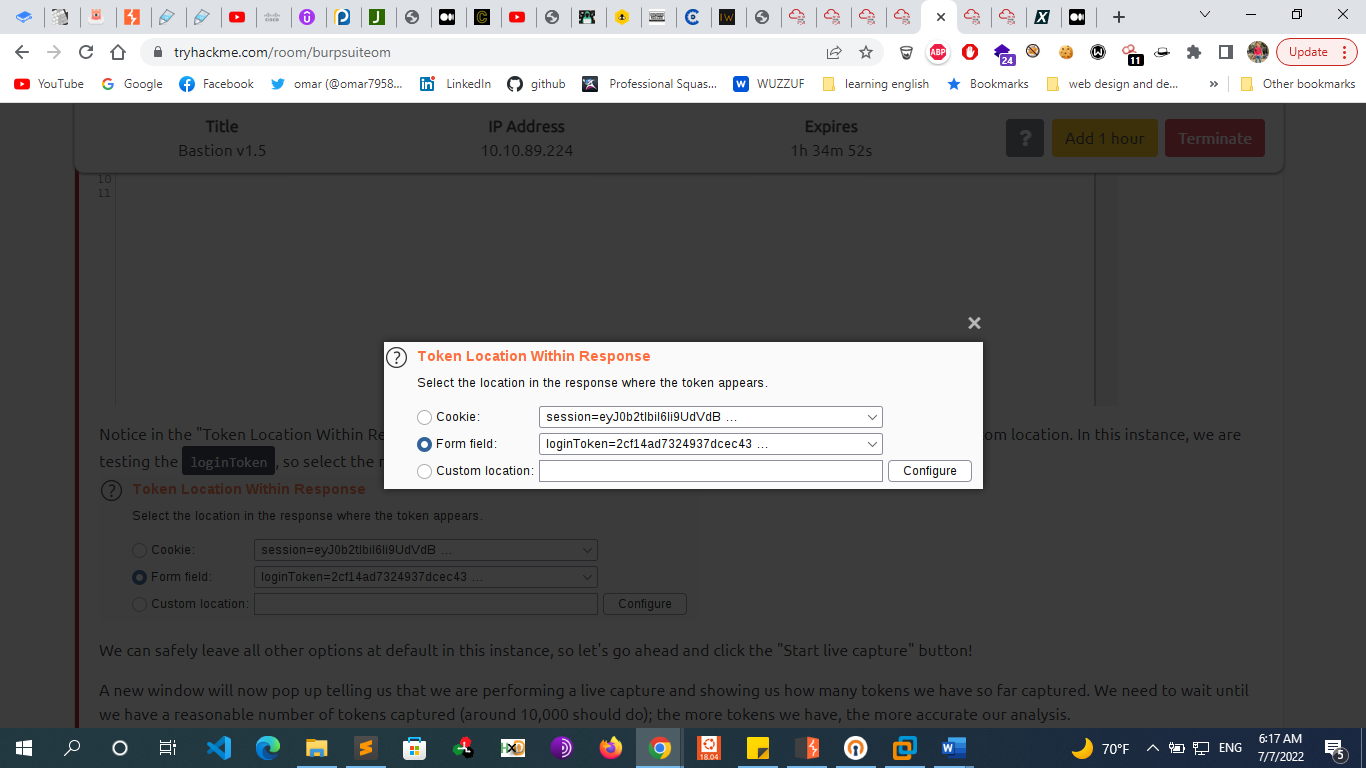 tryhackme.com/room/burpsuiteom
ABP
24
11
Update
YouTube
Google
Facebook
omar (@omar7958...
LinkedIn
github
Professional Squas...
WUZZUF
learning english
Bookmarks
web design and de...
»
Other bookmarks
Title
Bastion v1.5
IP Address
10.10.89.224
Expires
1h 34m 52s
?
Add 1 hour
Terminate
10
11
Token Location Within Response
Select the location in the response where the token appears.
Cookie:
session=eyJ0b2tlbiI6Ii9UdVdB ...
Form field:
loginToken=2cf14ad7324937dcec43 ...
Custom location:
Configure
Notice in the "Token Location Within Re
om location. In this instance, we are
testing the loginToken, so select the r
Token Location Within Response
Select the location in the response where the token appears.
Cookie:
session=eyJ0b2tlbiI6Ii9UdVdB ...
Form field:
loginToken=2cf14ad7324937dcec43 ...
Custom location:
Configure
We can safely leave all other options at default in this instance, so let's go ahead and click the "Start live capture" button!
A new window will now pop up telling us that we are performing a live capture and showing us how many tokens we have so far captured. We need to wait until
we have a reasonable number of tokens captured (around 10,000 should do); the more tokens we have, the more accurate our analysis.
18.04
70°F
ENG
6:17 AM
7/7/2022
5